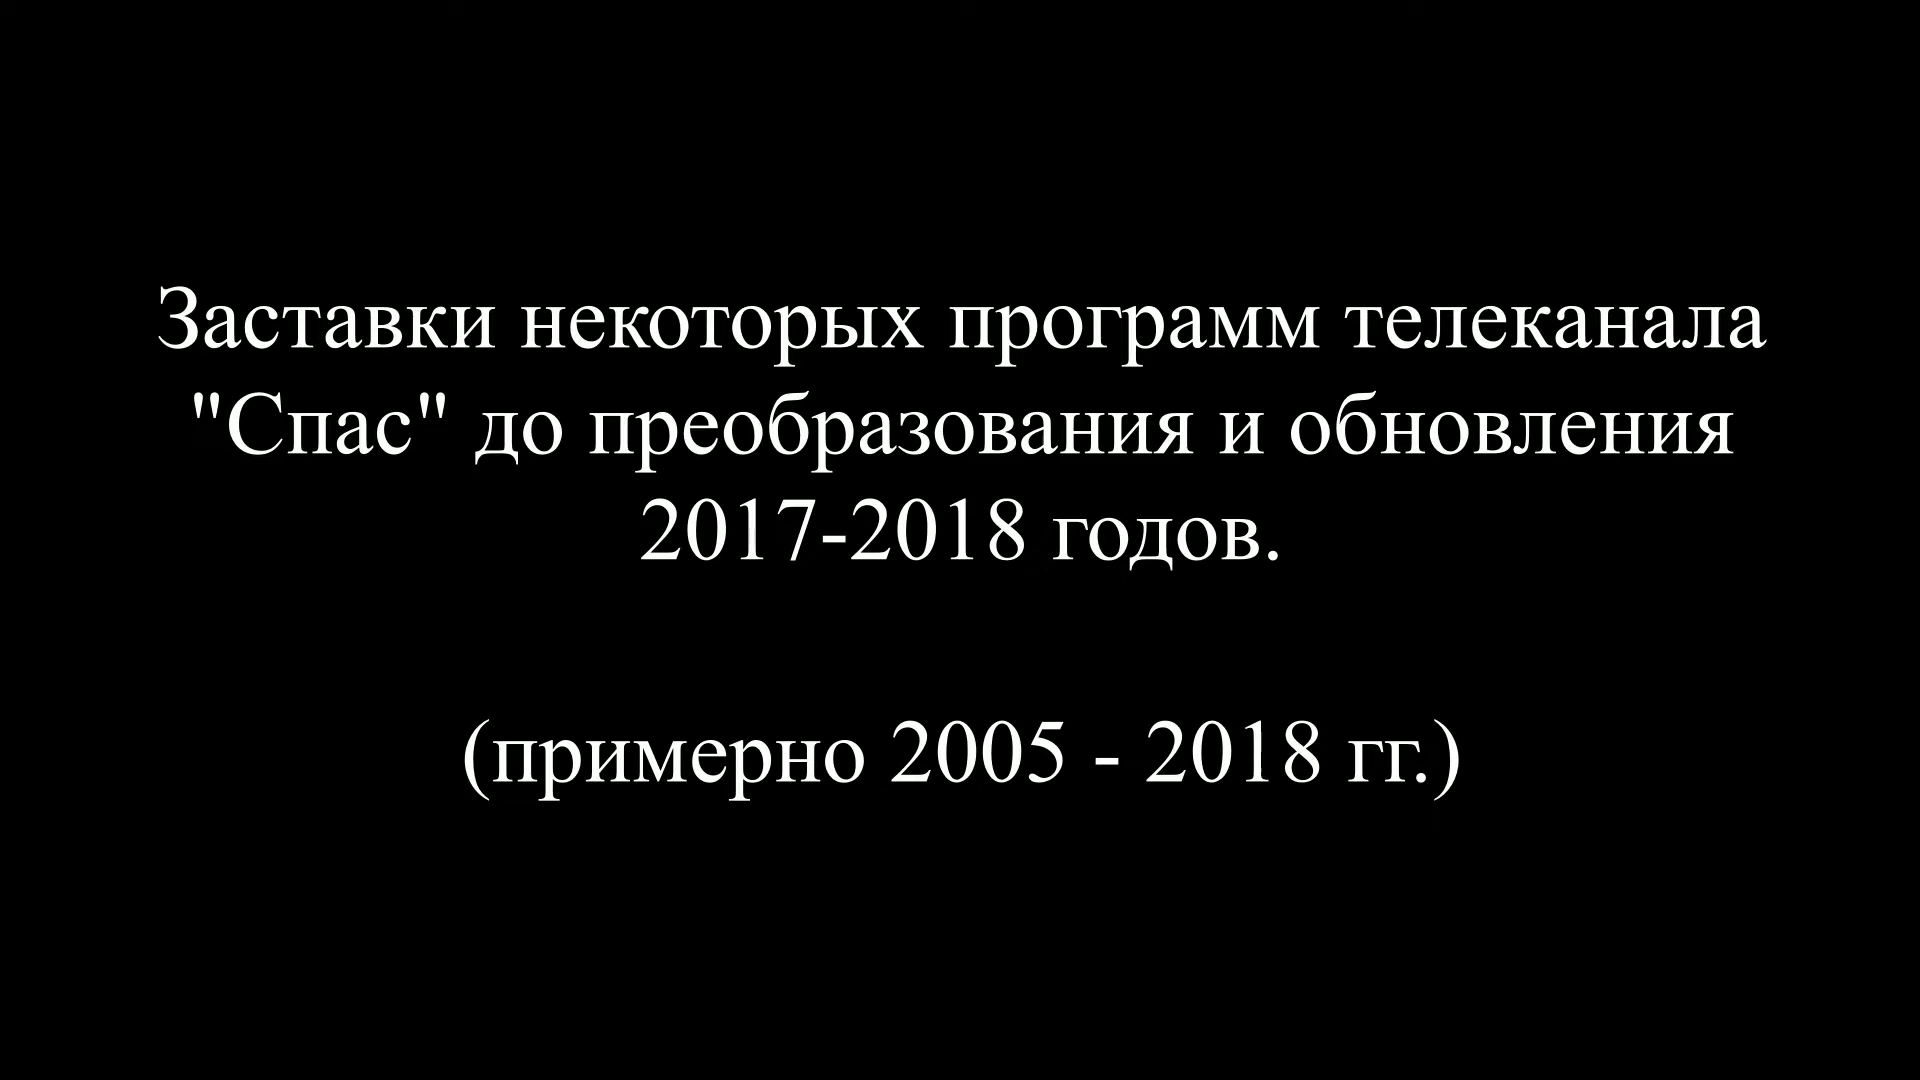 Заставки некоторых программ телеканала
"Спас" до преобразования и обновления
2017-2018 годов.
(примерно 2005 - 2018 гг.)